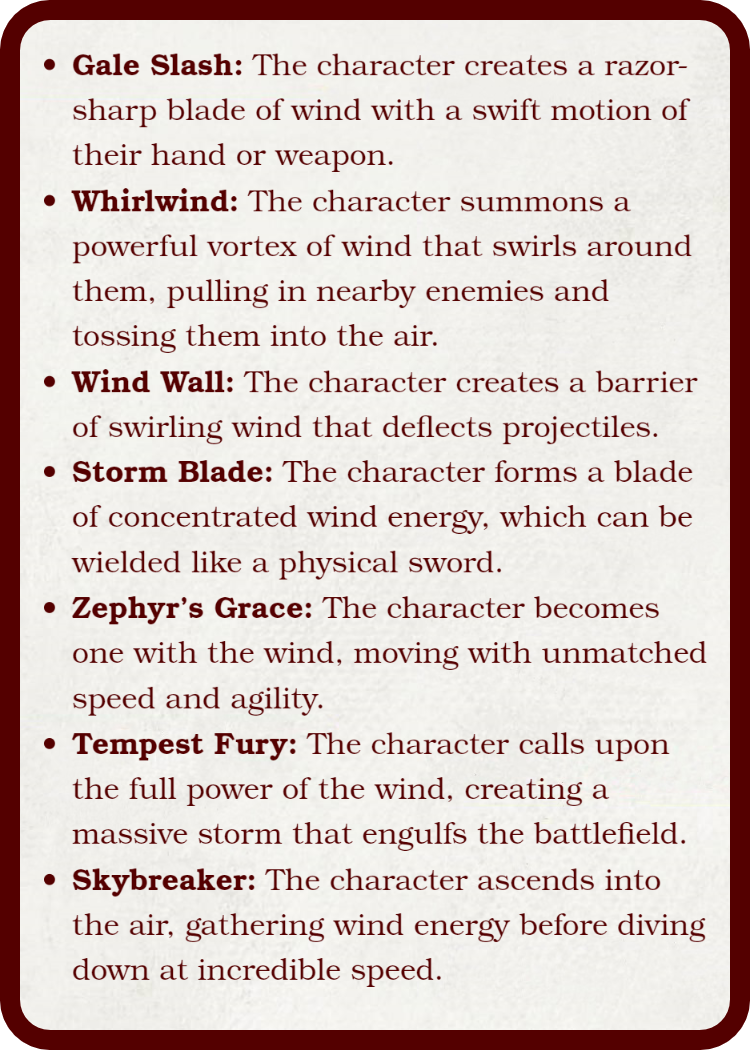 • Gale Slash: The character creates a razor-
sharp blade of wind with a swift motion of
their hand or weapon.
• Whirlwind: The character summons a
powerful vortex of wind that swirls around
them, pulling in nearby enemies and
tossing them into the air.
• Wind Wall: The character creates a barrier
of swirling wind that deflects projectiles.
• Storm Blade: The character forms a blade
of concentrated wind energy, which can be
wielded like a physical sword.
• Zephyr’s Grace: The character becomes
one with the wind, moving with unmatched
speed and agility.
• Tempest Fury: The character calls upon
the full power of the wind, creating a
massive storm that engulfs the battlefield.
• Skybreaker: The character ascends into
the air, gathering wind energy before diving
down at incredible speed.